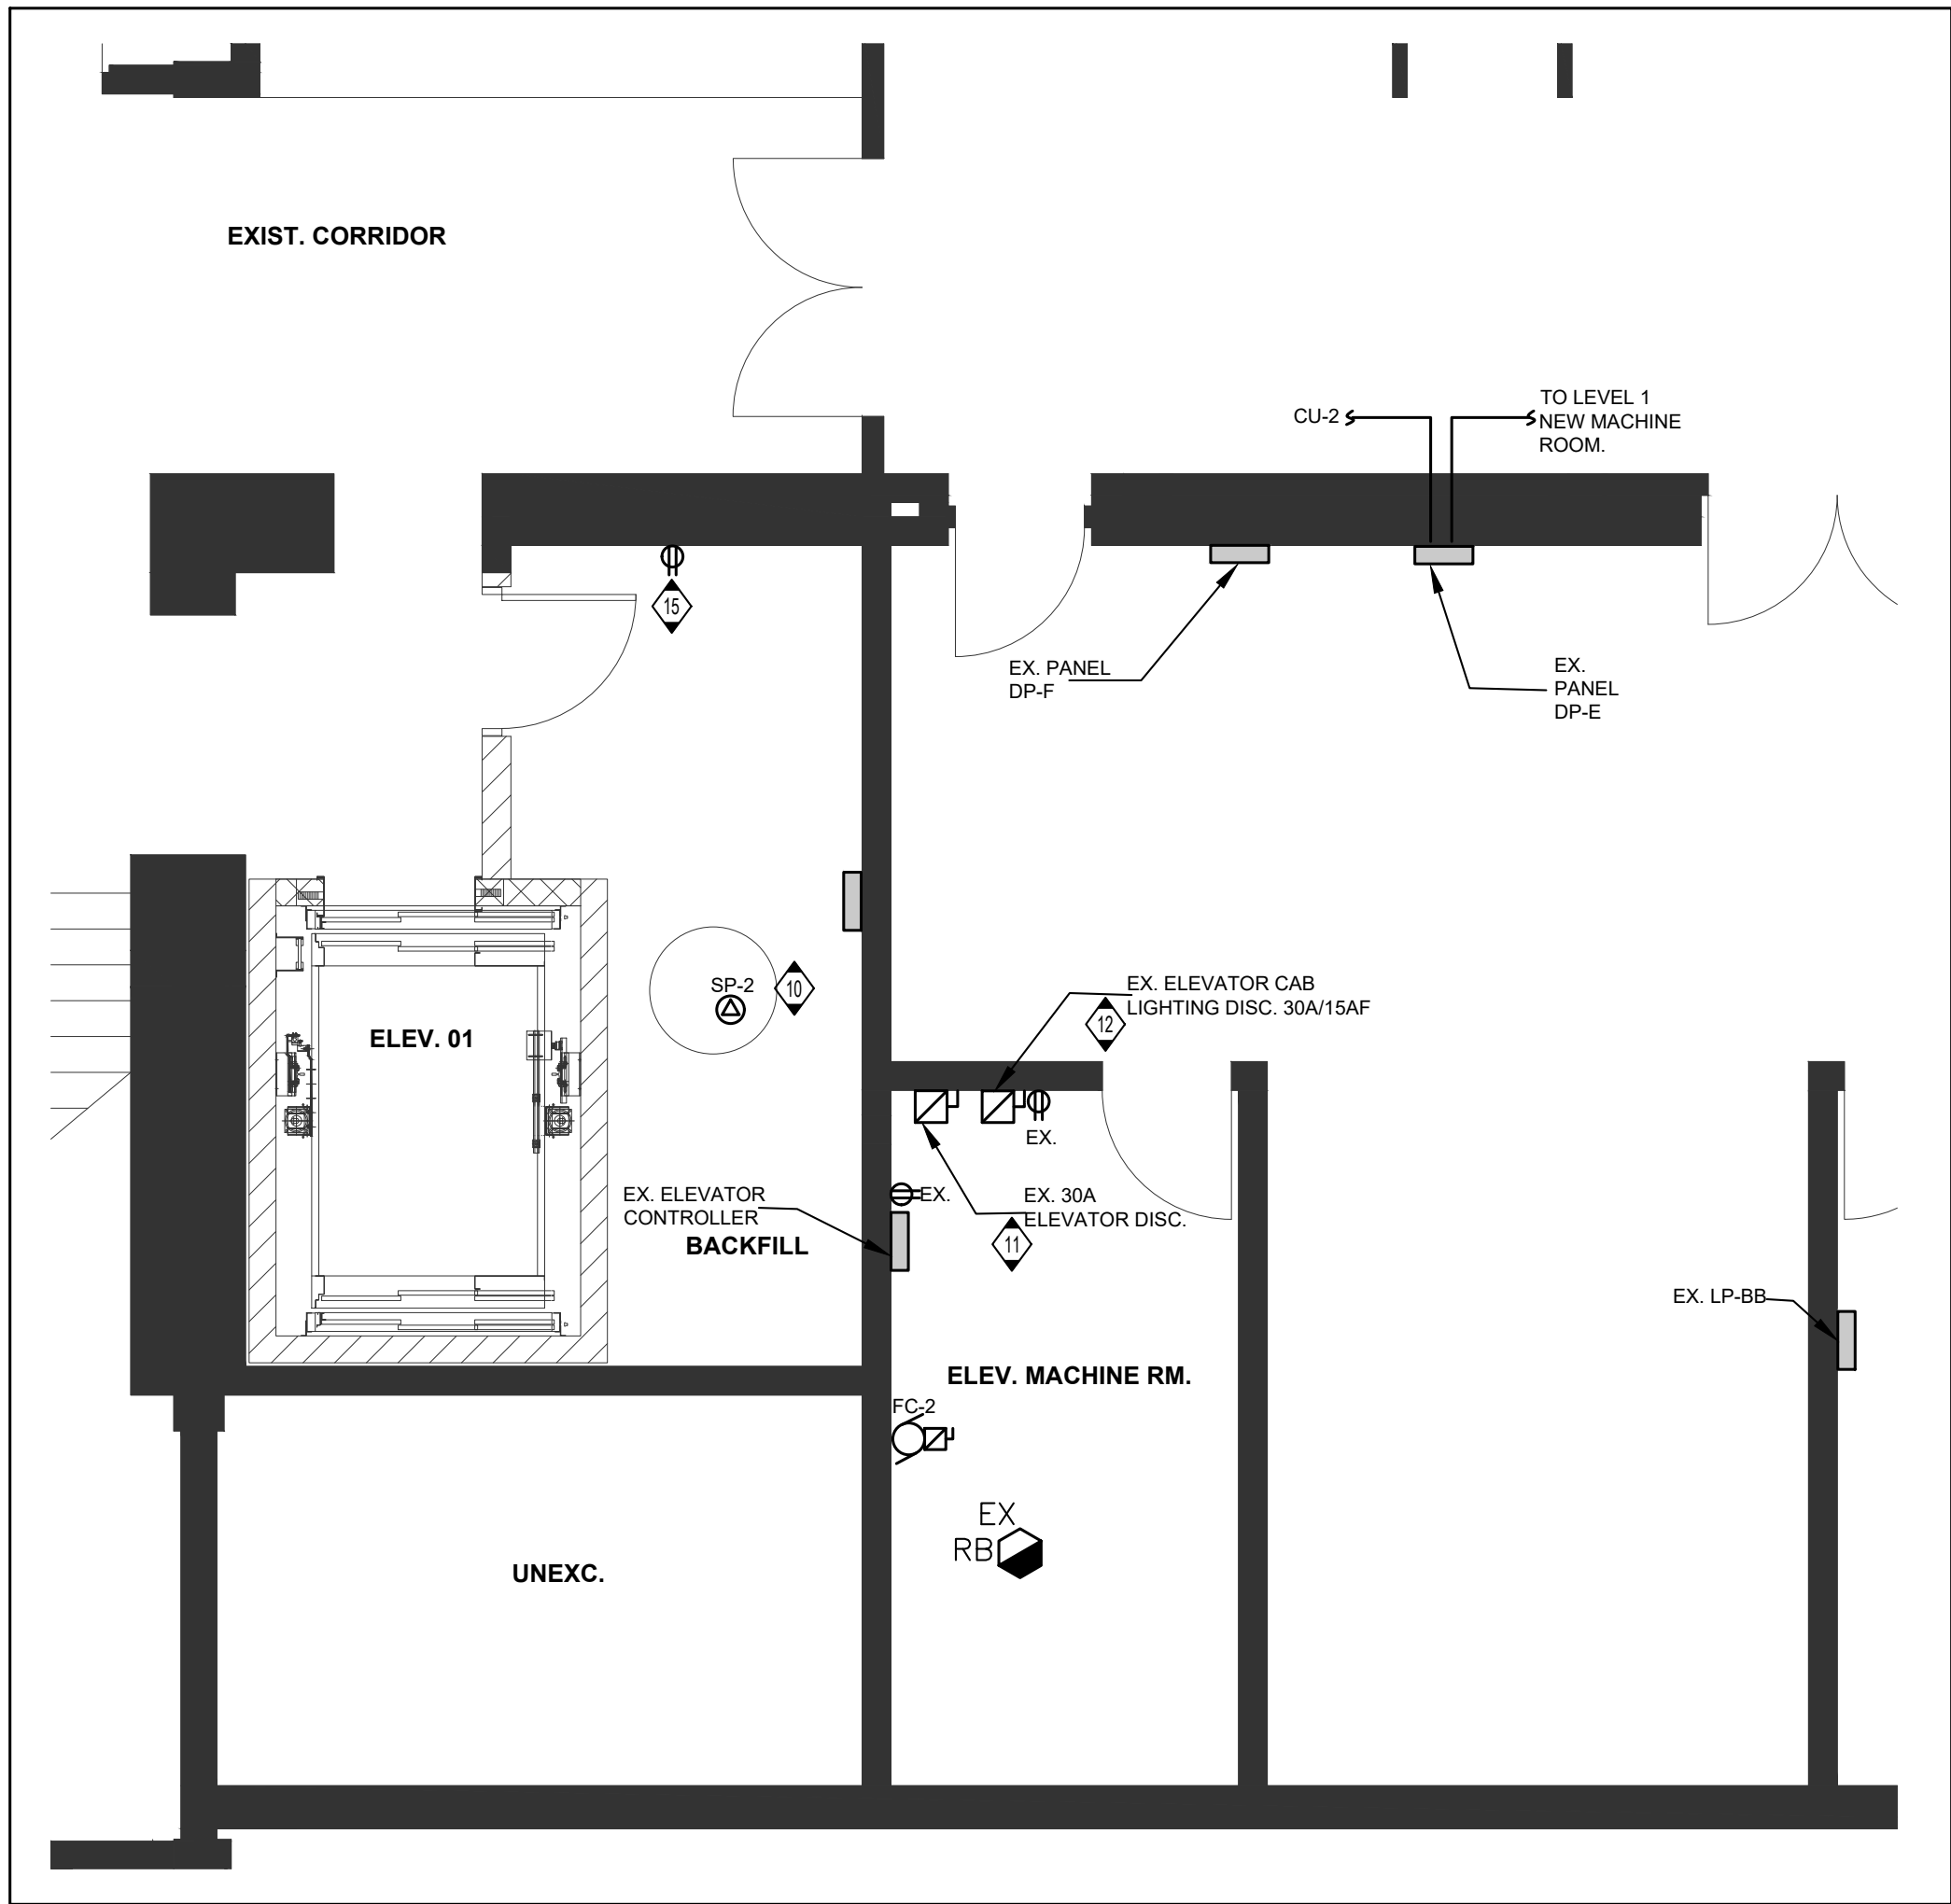 EXIST. CORRIDOR
CU-2
TO LEVEL 1
NEW MACHINE
ROOM.
15
EX. PANEL
DP-F
EX.
PANEL
DP-E
SP-2
10
EX. ELEVATOR CAB
LIGHTING DISC. 30A/15AF
12
ELEV. 01
EX.
EX. ELEVATOR
CONTROLLER
BACKFILL
EX.
EX. 30A
ELEVATOR DISC.
11
EX. LP-BB
ELEV. MACHINE RM.
FC-2
EX
RB
UNEXC.